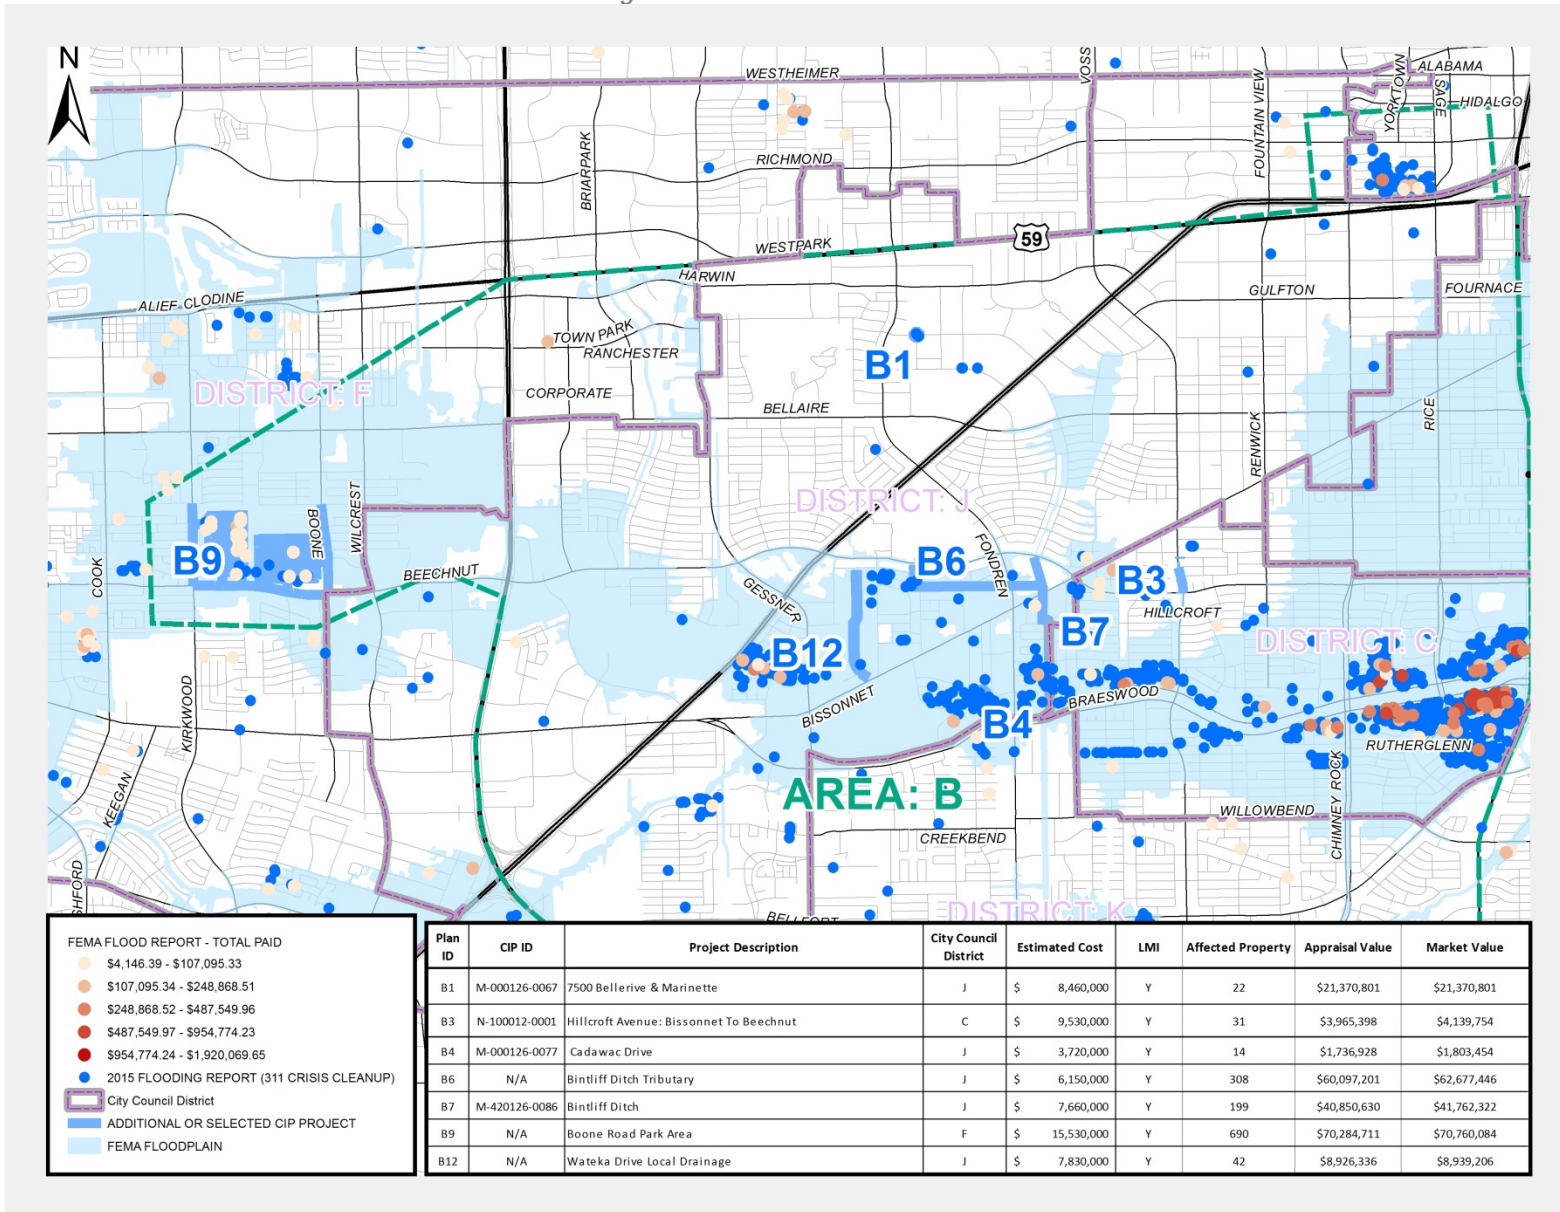 N
WESTHEIMER
VOSS
ALABAMA
YORKTOWN
SAGE
HIDALGO
FOUNTAIN VIEW
BRIARPARK
RICHMOND
WESTPARK
59
HARWIN
ALIEF CLODINE
GULFTON
FOURNACE
TOWN PARK
RANCHESTER
B1
DISTRICT: F
CORPORATE
BELLAIRE
RICE
RENWICK
DISTRICT: J
WILCREST
BOONE
B9
COOK
BEECHNUT
GESSNER
B6
FONDREN
B3
HILLCROFT
B7
DISTRICT: C
B12
BISSONNET
BRAESWOOD
B4
KIRKWOOD
RUTHERGLENN
KEEGAN
AREA: B
CHIMNEY ROCK
WILLOWBEND
CREEKBEND
SHFORD
BELLFORT
DISTRICT: K
FEMA FLOOD REPORT - TOTAL PAID
$4,146.39 - $107,095.33
$107,095.34 - $248,868.51
$248,868.52 - $487,549.96
$487,549.97 - $954,774.23
$954,774.24 - $1,920,069.65
2015 FLOODING REPORT (311 CRISIS CLEANUP)
City Council District
ADDITIONAL OR SELECTED CIP PROJECT
FEMA FLOODPLAIN
Plan ID CIP ID Project Description City Council District Estimated Cost LMI Affected Property Appraisal Value Market Value
B1 M-000126-0067 7500 Bellerive & Marinette J $ 8,460,000 Y 22 $21,370,801 $21,370,801
B3 N-100012-0001 Hillcroft Avenue: Bissonnet To Beechnut C $ 9,530,000 Y 31 $3,965,398 $4,139,754
B4 M-000126-0077 Cadawac Drive J $ 3,720,000 Y 14 $1,736,928 $1,803,454
B6 N/A Bintliff Ditch Tributary J $ 6,150,000 Y 308 $60,097,201 $62,677,446
B7 M-420126-0086 Bintliff Ditch J $ 7,660,000 Y 199 $40,850,630 $41,762,322
B9 N/A Boone Road Park Area F $ 15,530,000 Y 690 $70,284,711 $70,760,084
B12 N/A Wateka Drive Local Drainage J $ 7,830,000 Y 42 $8,926,336 $8,939,206